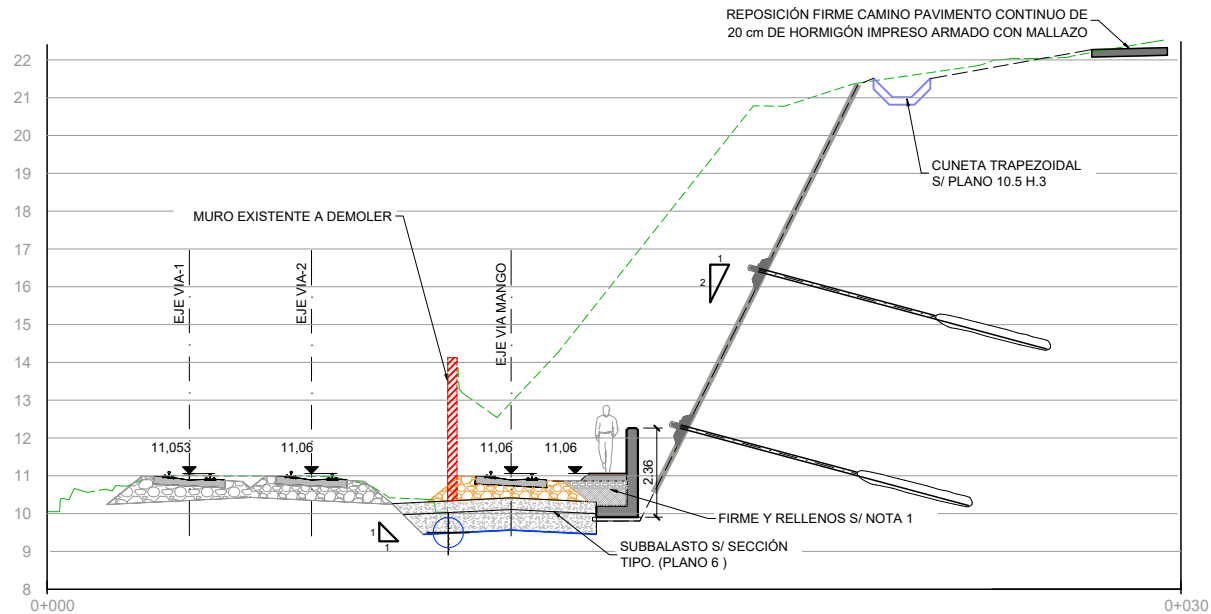 REPOSICIÓN FIRME CAMINO PAVIMENTO CONTINUO DE
20 cm DE HORMIGÓN IMPRESO ARMADO CON MALLAZO
22
21
20
19
18
17
16
15
14
13
12
11
10
9
8
CUNETA TRAPEZOIDAL
S/ PLANO 10.5 H.3
MURO EXISTENTE A DEMOLER
EJE VIA-1
EJE VIA-2
EJE VIA MANGO
1
2
11,053
11,06
11,06
11,06
2.36
1
1
FIRME Y RELLENOS S/ NOTA 1
SUBBALASTO S/ SECCIÓN
TIPO. (PLANO 6 )
0+000
0+030